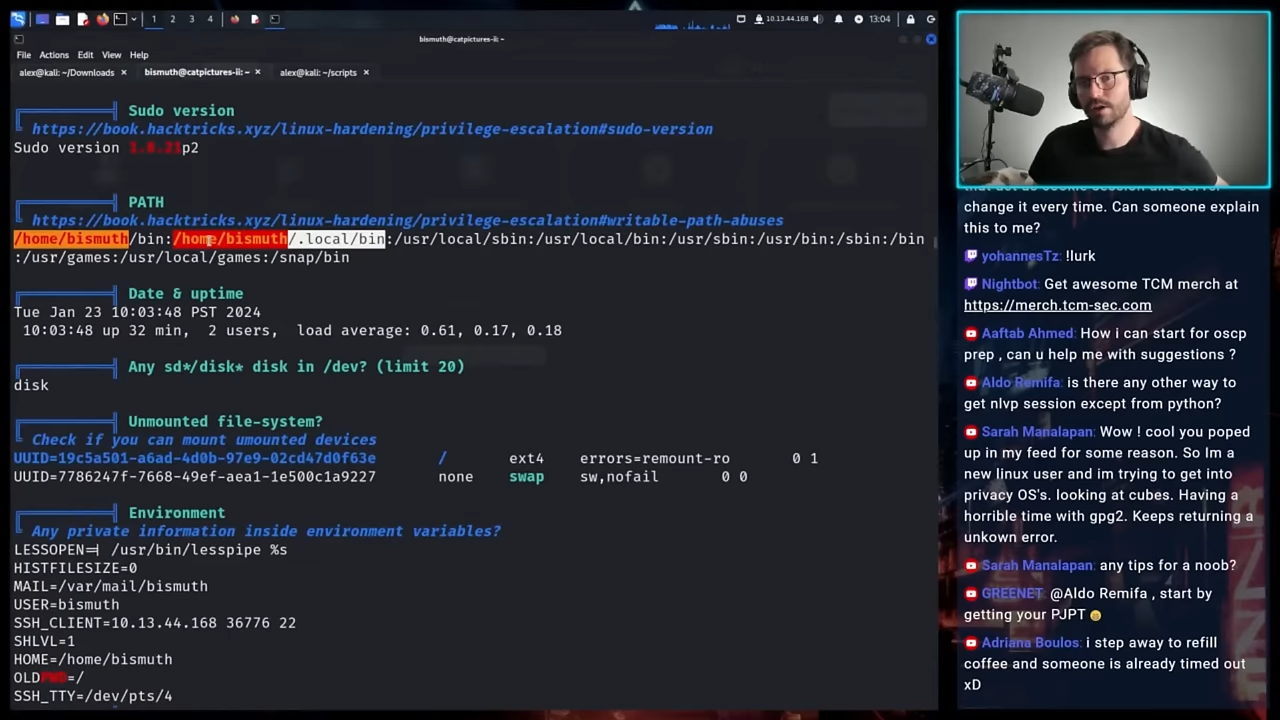 1 2 3 4
10.13.44.168
13:04
bismuth@catpictures-ii: ~
File Actions Edit View Help
alex@kali: ~/Downloads × bismuth@catpictures-ii: ~ × alex@kali: ~/scripts ×
Sudo version
https://book.hacktricks.xyz/linux-hardening/privilege-escalation#sudo-version
Sudo version 1.8.21p2
PATH
https://book.hacktricks.xyz/linux-hardening/privilege-escalation#writable-path-abuses
/home/bismuth/bin:/home/bismuth/.local/bin:/usr/local/sbin:/usr/local/bin:/usr/sbin:/usr/bin:/sbin:/bin
:/usr/games:/usr/local/games:/snap/bin
Date & uptime
Tue Jan 23 10:03:48 PST 2024
10:03:48 up 32 min, 2 users, load average: 0.61, 0.17, 0.18
Any sd*/disk* disk in /dev? (limit 20)
disk
Unmounted file-system?
Check if you can mount umounted devices
UUID=19c5a501-a6ad-4d0b-97e9-02cd47d0f63e / ext4 errors=remount-ro 0 1
UUID=7786247f-7668-49ef-aea1-1e500c1a9227 none swap sw,nofail 0 0
Environment
Any private information inside environment variables?
LESSOPEN=| /usr/bin/lesspipe %s
HISTFILESIZE=0
MAIL=/var/mail/bismuth
USER=bismuth
SSH_CLIENT=10.13.44.168 36776 22
SHLVL=1
HOME=/home/bismuth
OLDPWD=/
SSH_TTY=/dev/pts/4
change it every time. Can someone explain
this to me?
yohannesTz: !lurk
Nightbot: Get awesome TCM merch at
https://merch.tcm-sec.com
Aaftab Ahmed: How i can start for oscp
prep , can u help me with suggestions ?
Aldo Remifa: is there any other way to
get nlvp session except from python?
Sarah Manalapan: Wow ! cool you poped
up in my feed for some reason. So Im a
new linux user and im trying to get into
privacy OS's. looking at cubes. Having a
horrible time with gpg2. Keeps returning a
unkown error.
Sarah Manalapan: any tips for a noob?
GREENET: @Aldo Remifa , start by
getting your PJPT
Adriana Boulos: i step away to refill
coffee and someone is already timed out
xD